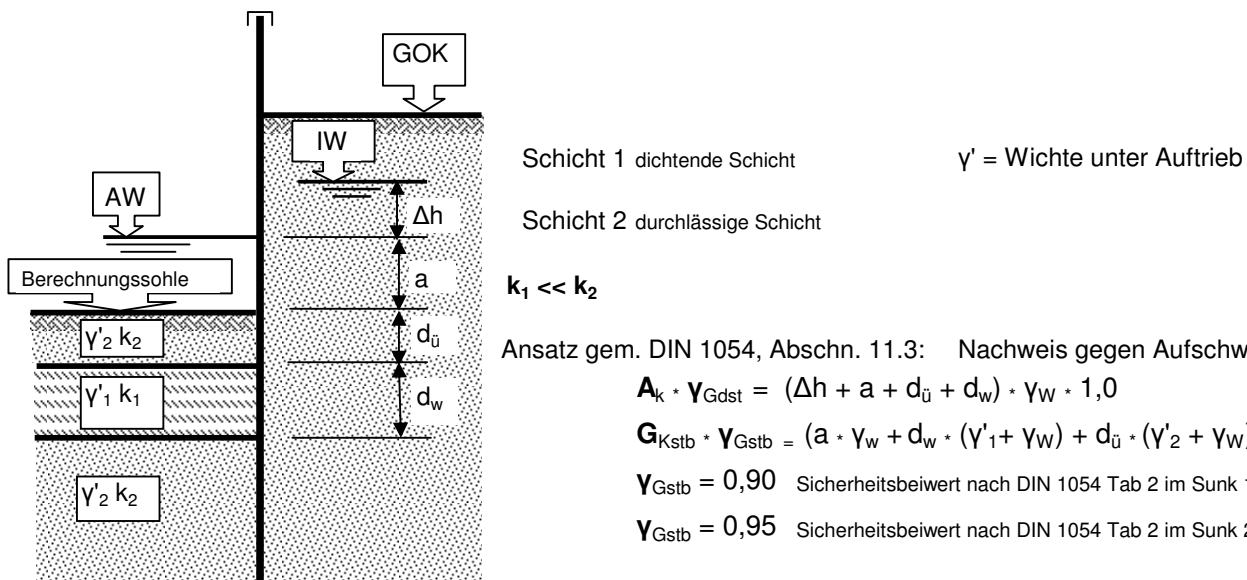 GOK
IW
AW
Δh
a
Berechnungssohle
dü
γ'2 k2
γ'1 k1
dw
γ'2 k2
Schicht 1 dichtende Schicht γ' = Wichte unter Auftrieb
Schicht 2 durchlässige Schicht
k1 << k2
Ansatz gem. DIN 1054, Abschn. 11.3: Nachweis gegen Aufschw
Ak * γGdst = (Δh + a + dü + dw) * γW * 1,0
GKstb * γGstb = (a * γw + dw * (γ'1+ γW) + dü * (γ'2 + γW)
γGstb = 0,90 Sicherheitsbeiwert nach DIN 1054 Tab 2 im Sunk 1
γGstb = 0,95 Sicherheitsbeiwert nach DIN 1054 Tab 2 im Sunk 2